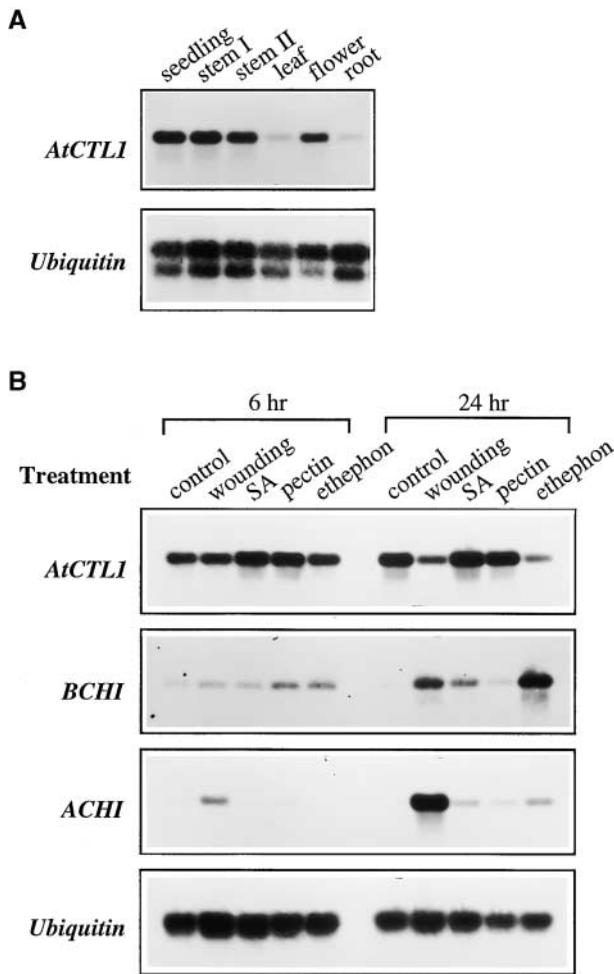 A
seedling stem I stem II leaf flower root
AtCTL1
Ubiquitin
B
6 hr 24 hr
Treatment control wounding SA pectin ethephon control wounding SA pectin ethephon
AtCTL1
BCHI
ACHI
Ubiquitin